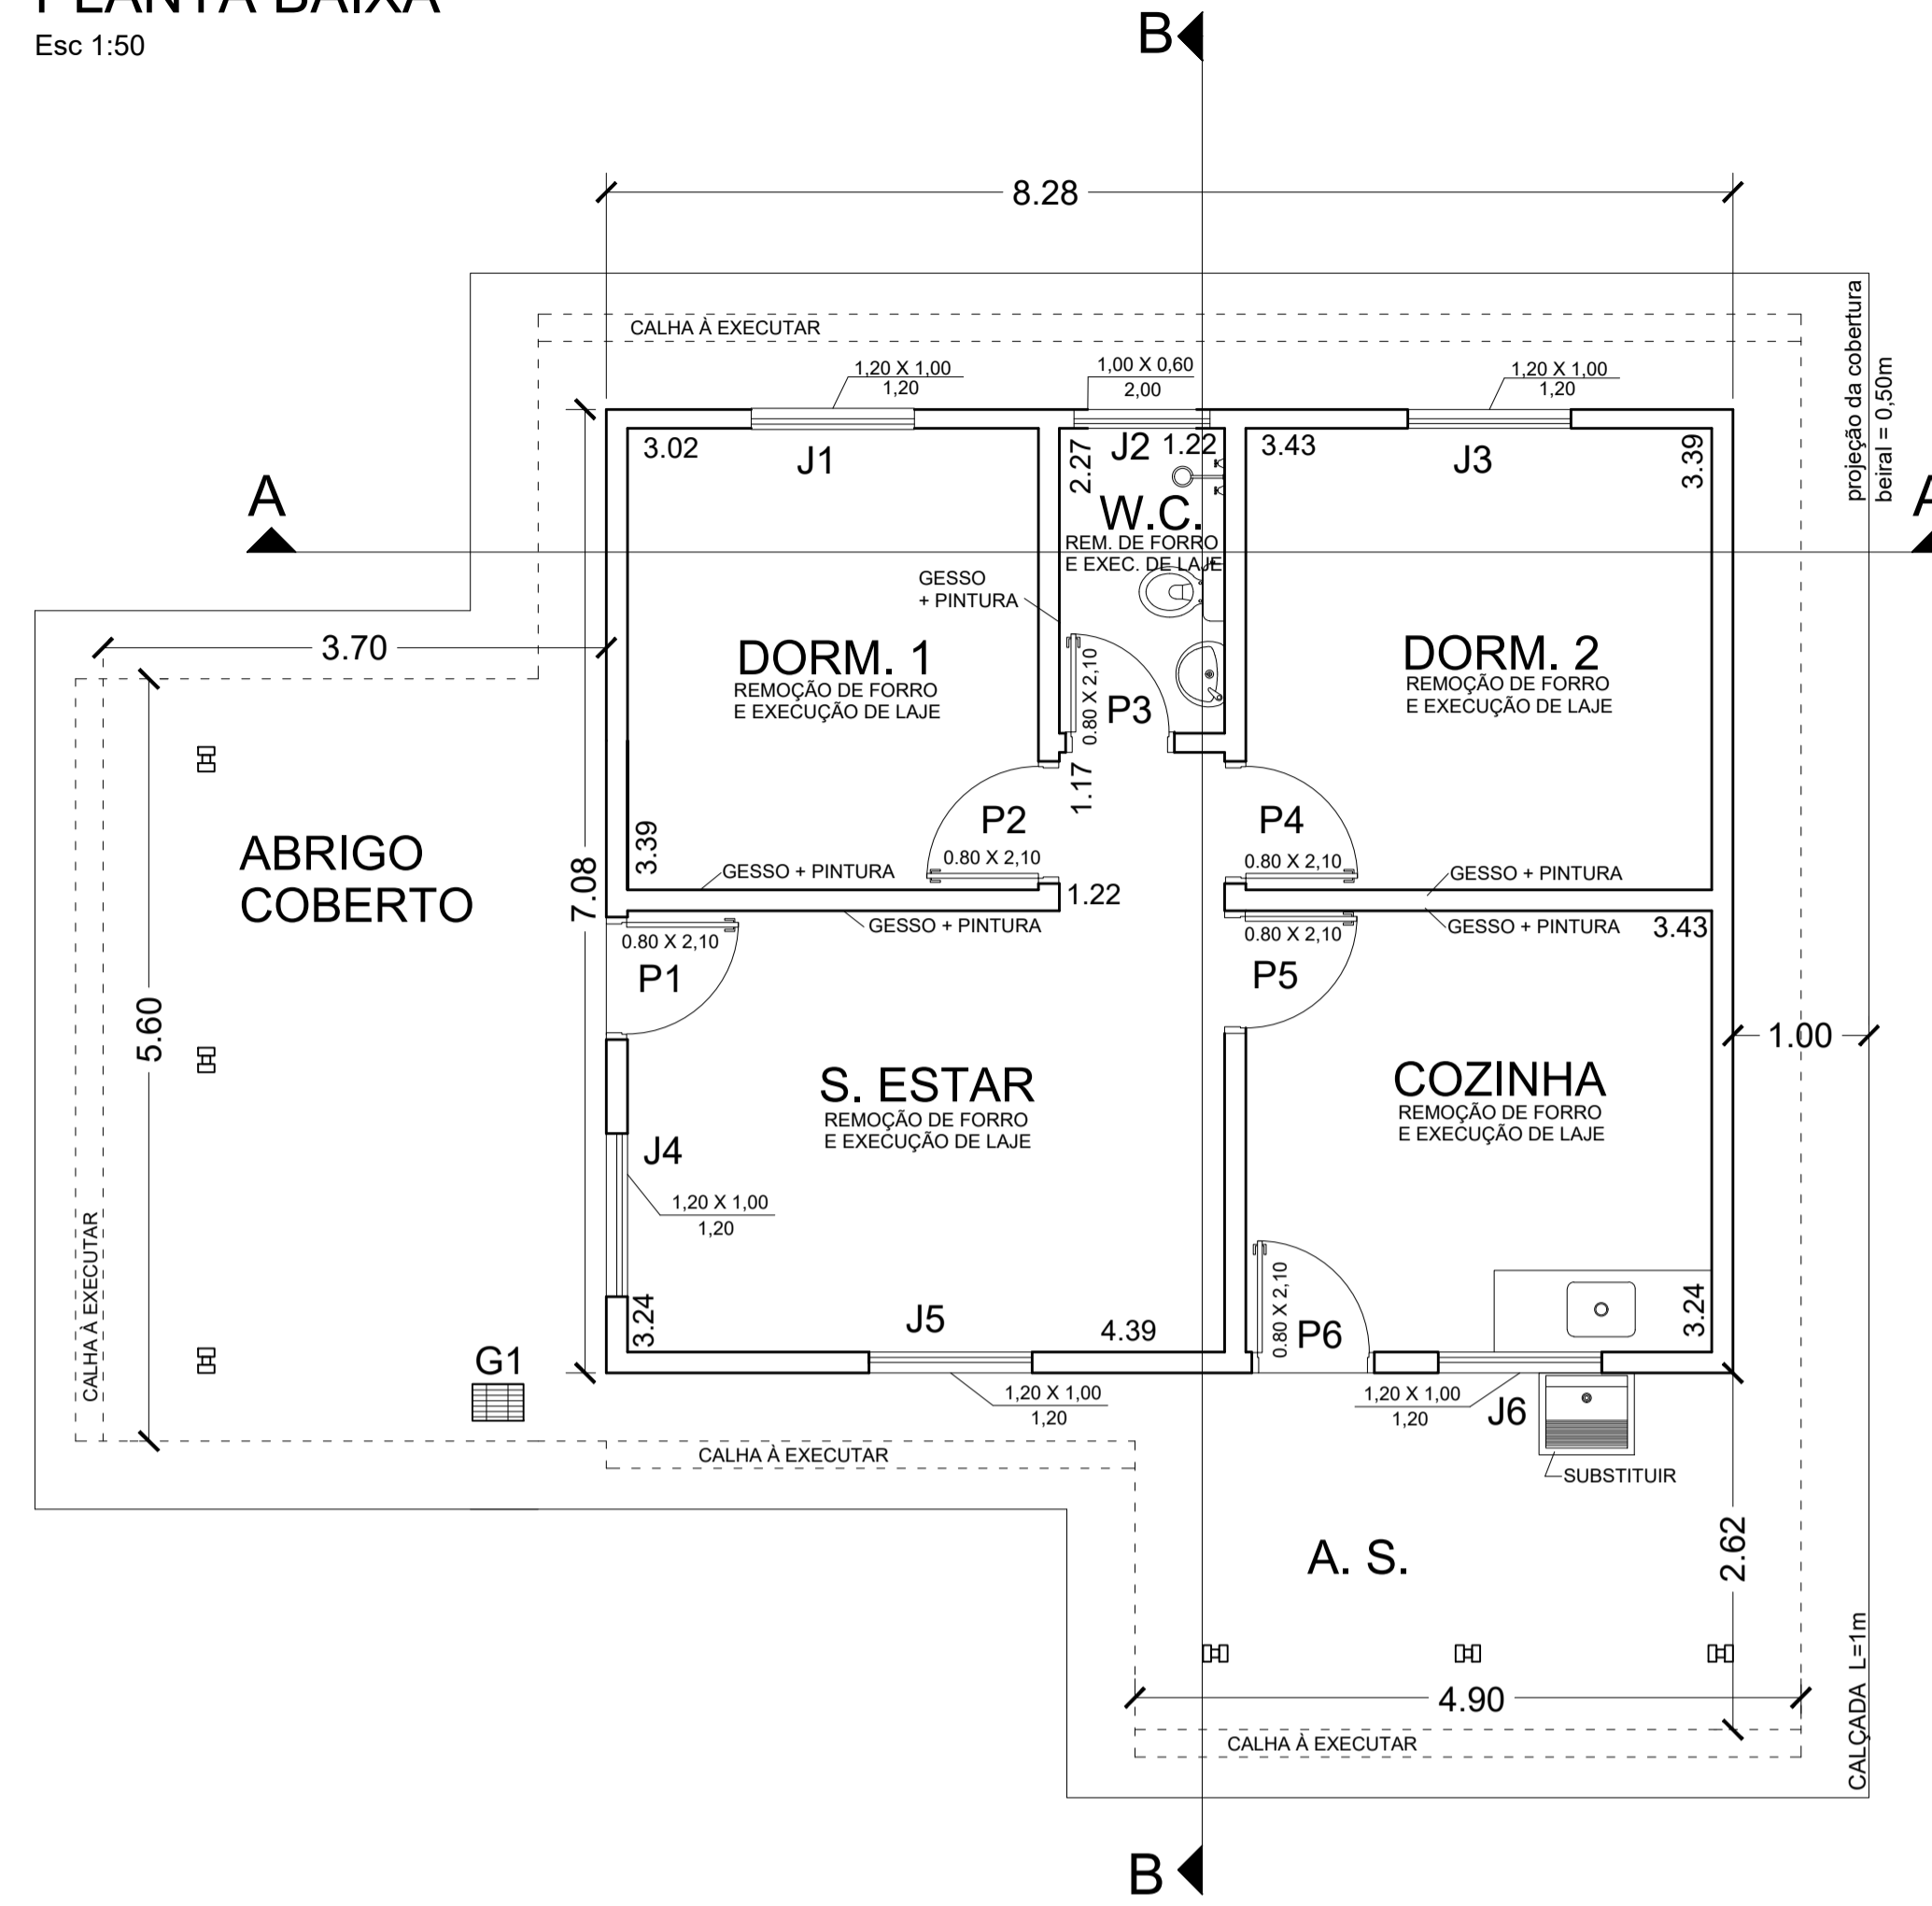 PLANTA BAIXA
Esc 1:50
B
8.28
projeção da cobertura
beiral = 0,50m
CALHA À EXECUTAR
1,20 X 1,00
1,20
1,00 X 0,60
2,00
1,20 X 1,00
1,20
3.02
J1
2.27
J2
1.22
3.43
J3
3.39
A
A
W.C.
REM. DE FORRO
E EXEC. DE LAJE
GESSO
+ PINTURA
3.70
DORM. 1
REMOÇÃO DE FORRO
E EXECUÇÃO DE LAJE
0.80 X 2,10
P3
DORM. 2
REMOÇÃO DE FORRO
E EXECUÇÃO DE LAJE
1.17
P2
0.80 X 2,10
P4
0.80 X 2,10
ABRIGO
COBERTO
7.08
3.39
GESSO + PINTURA
GESSO + PINTURA
1.22
GESSO + PINTURA
GESSO + PINTURA
3.43
0.80 X 2,10
P1
0.80 X 2,10
P5
5.60
1.00
S. ESTAR
REMOÇÃO DE FORRO
E EXECUÇÃO DE LAJE
COZINHA
REMOÇÃO DE FORRO
E EXECUÇÃO DE LAJE
J4
1,20 X 1,00
1,20
CALHA À EXECUTAR
3.24
J5
4.39
0.80 X 2,10
P6
3.24
G1
1,20 X 1,00
1,20
1,20 X 1,00
1,20
J6
CALHA À EXECUTAR
SUBSTITUIR
A. S.
2.62
4.90
CALHA À EXECUTAR
CALÇADA L=1m
B